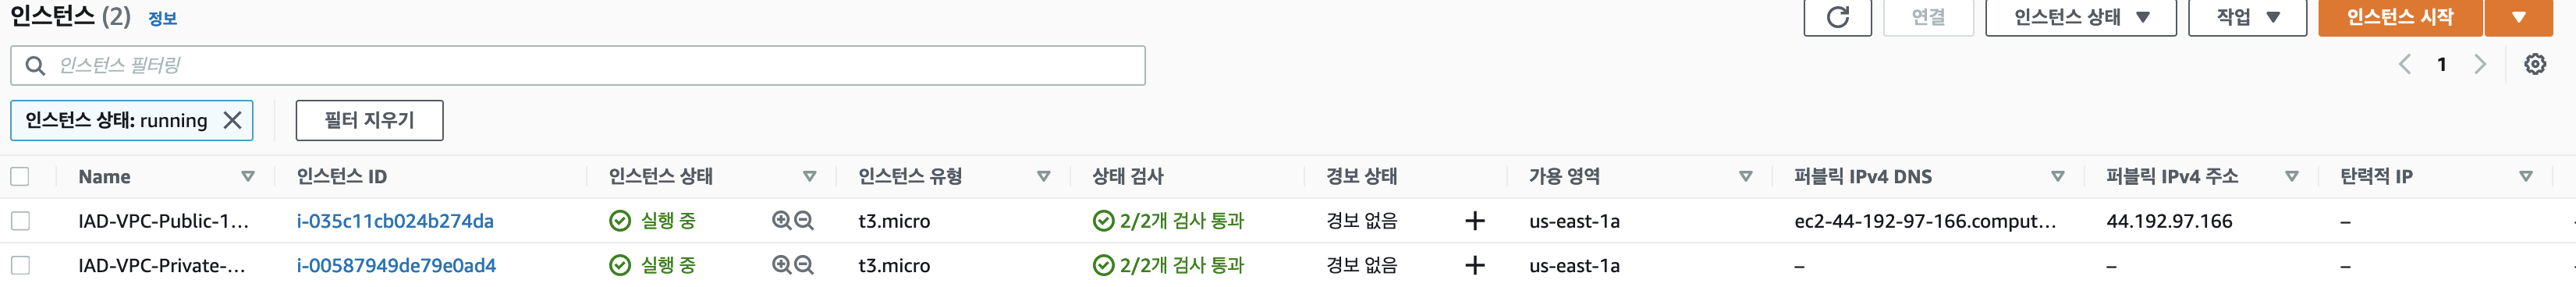 인스턴스 (2) 정보 연결 인스턴스 상태 작업 인스턴스 시작
인스턴스 필터링 1
인스턴스 상태: running 필터 지우기
Name 인스턴스 ID 인스턴스 상태 인스턴스 유형 상태 검사 경보 상태 가용 영역 퍼블릭 IPv4 DNS 퍼블릭 IPv4 주소 탄력적 IP
IAD-VPC-Public-1... i-035c11cb024b274da 실행 중 t3.micro 2/2개 검사 통과 경보 없음 + us-east-1a ec2-44-192-97-166.comput... 44.192.97.166 –
IAD-VPC-Private-... i-00587949de79e0ad4 실행 중 t3.micro 2/2개 검사 통과 경보 없음 + us-east-1a – – –